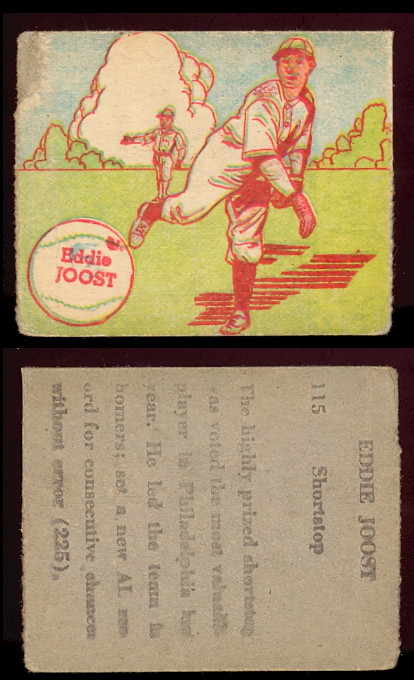 Eddie
JOOST
EDDIE JOOST
115 Shortstop
The highly prized shortstop
was voted the most valuable
player in Philadelphia's
year. He led the team in
homers; set a new AL rec
ord for consecutive chances
without error (225).